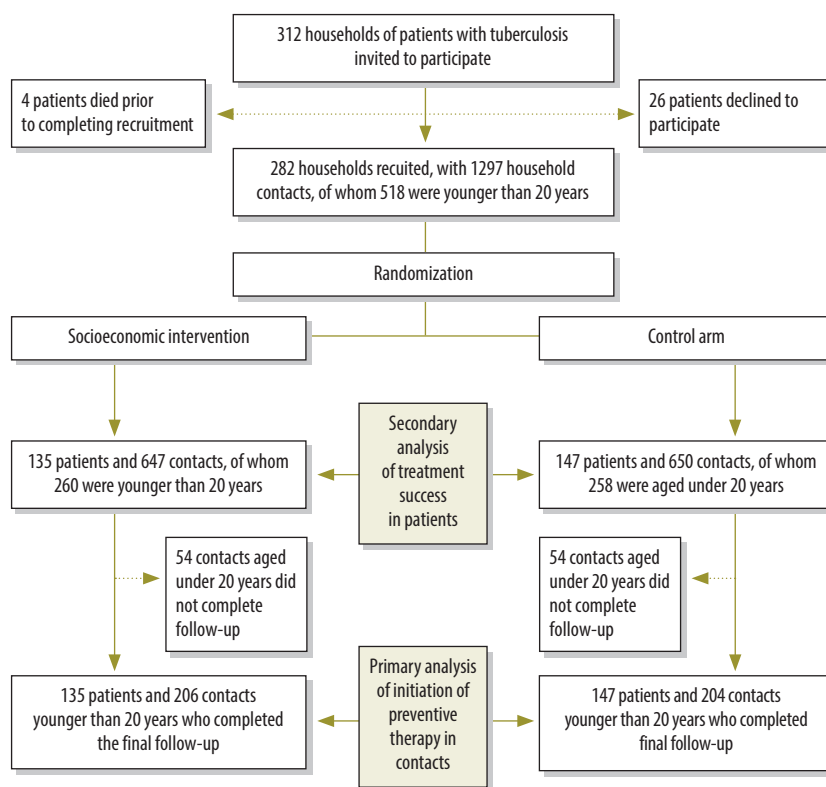 312 households of patients with tuberculosis
invited to participate
4 patients died prior
to completing recruitment
26 patients declined to
participate
282 households recuited, with 1297 household
contacts, of whom 518 were younger than 20 years
Randomization
Socioeconomic intervention
Control arm
Secondary
analysis
of treatment
success
in patients
135 patients and 647 contacts, of whom
260 were younger than 20 years
147 patients and 650 contacts, of whom
258 were aged under 20 years
54 contacts aged
under 20 years did
not complete
follow-up
54 contacts aged
under 20 years did
not complete
follow-up
Primary analysis
of initiation of
preventive
therapy in
contacts
135 patients and 206 contacts
younger than 20 years who completed
the final follow-up
147 patients and 204 contacts
younger than 20 years who completed
final follow-up